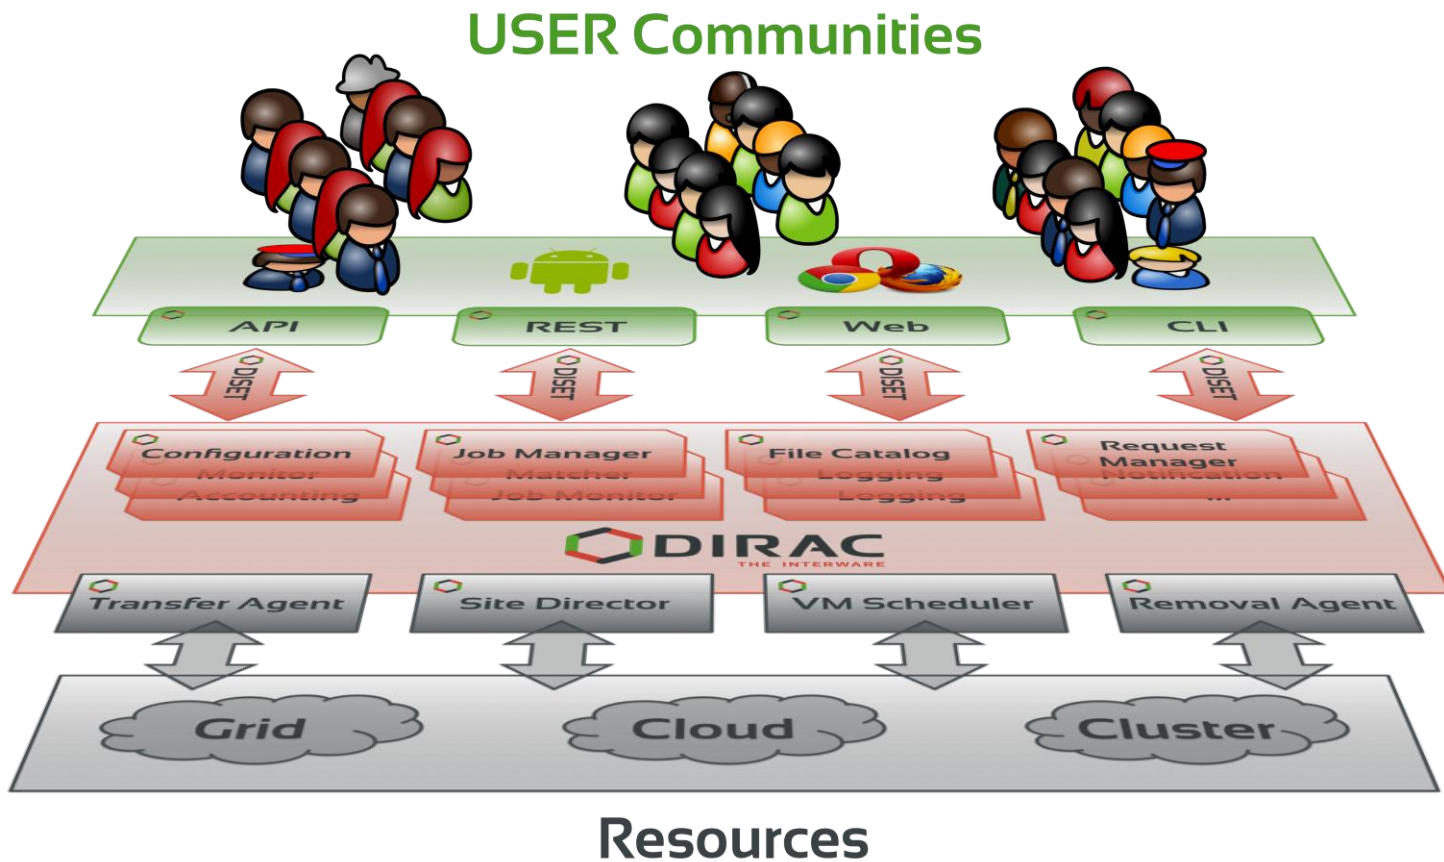 USER Communities
API
REST
Web
CLI
DISET
DISET
DISET
DISET
Configuration
Monitor
Accounting
Job Manager
Matcher
Job Monitor
File Catalog
Logging
Logging
Request
Manager
Notification
...
DIRAC
THE INTERWARE
Transfer Agent
Site Director
VM Scheduler
Removal Agent
Grid
Cloud
Cluster
Resources